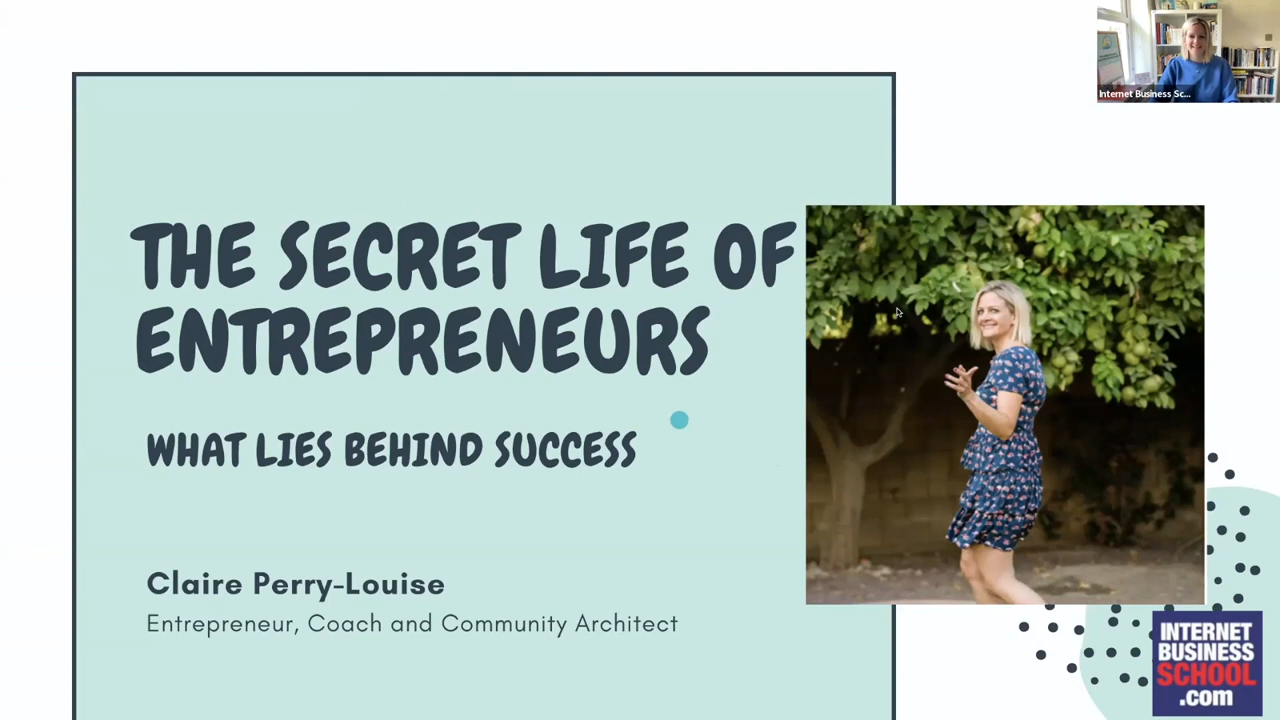 Internet Business Sc...
THE SECRET LIFE OF
ENTREPRENEURS
WHAT LIES BEHIND SUCCESS
Claire Perry-Louise
Entrepreneur, Coach and Community Architect
INTERNET
BUSINESS
SCHOOL
.com